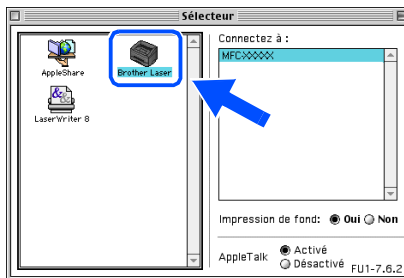 Sélecteur
AppleShare
Brother Laser
LaserWriter 8
Connectez à :
MFC-XXXX
Impression de fond: Oui Non
AppleTalk Activé
Désactivé
FU1-7.6.2